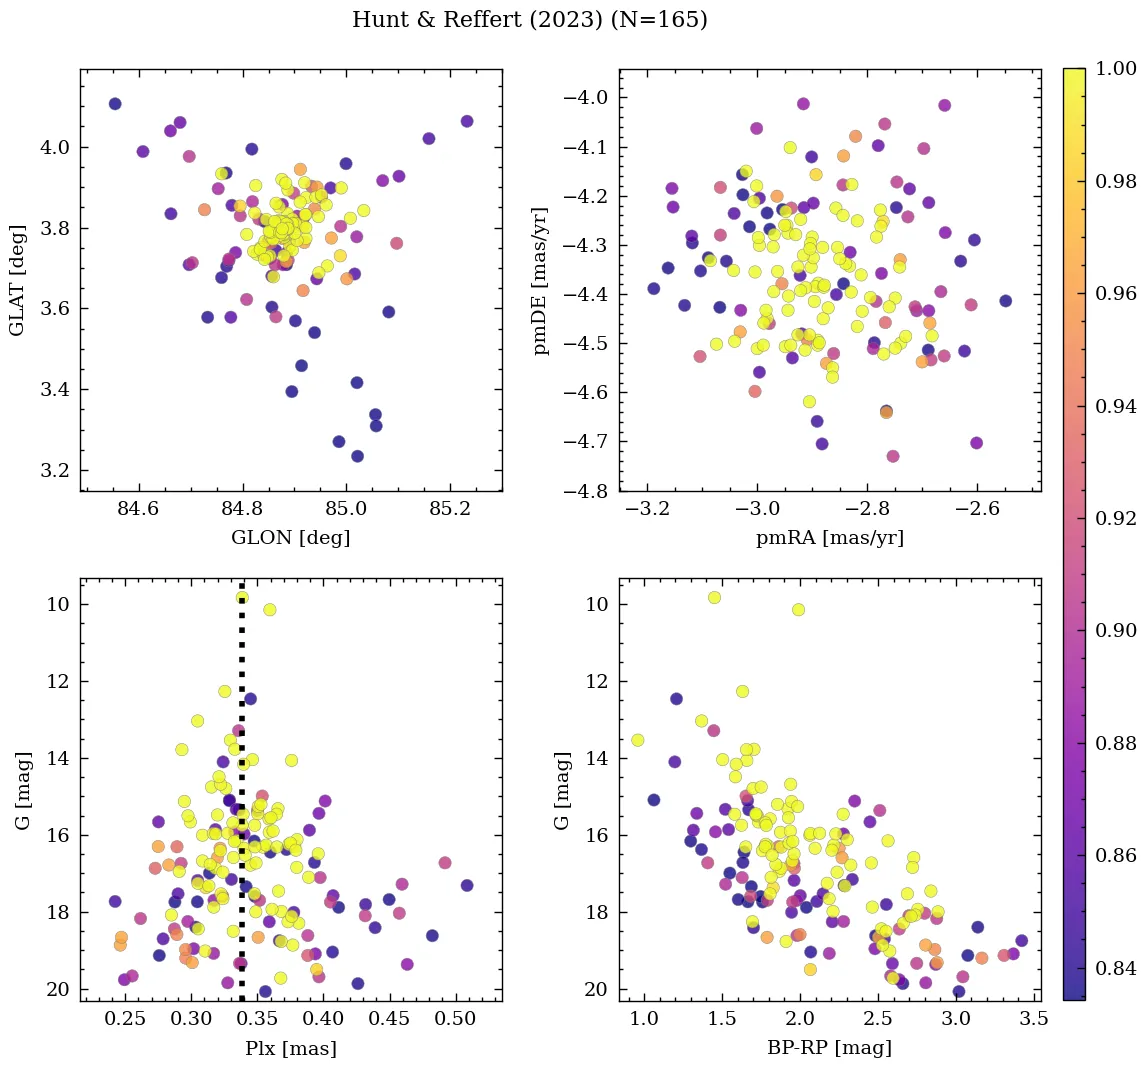 Hunt & Reffert (2023) (N=165)
4.0
3.8
3.6
3.4
3.2
GLAT [deg]
84.6 84.8 85.0 85.2
GLON [deg]
−4.0
−4.1
−4.2
−4.3
−4.4
−4.5
−4.6
−4.7
−4.8
pmDE [mas/yr]
−3.2 −3.0 −2.8 −2.6
pmRA [mas/yr]
10
12
14
16
18
20
G [mag]
0.25 0.30 0.35 0.40 0.45 0.50
Plx [mas]
10
12
14
16
18
20
G [mag]
1.0 1.5 2.0 2.5 3.0 3.5
BP-RP [mag]
1.00
0.98
0.96
0.94
0.92
0.90
0.88
0.86
0.84